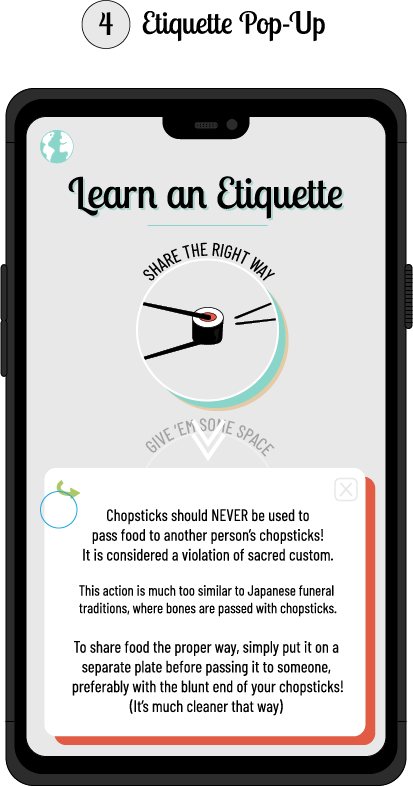 4 Etiquette Pop-Up
Learn an Etiquette
SHARE THE RIGHT WAY
GIVE 'EM SOME SPACE
Chopsticks should NEVER be used to
pass food to another person's chopsticks!
It is considered a violation of sacred custom.
This action is much too similar to Japanese funeral
traditions, where bones are passed with chopsticks.
To share food the proper way, simply put it on a
separate plate before passing it to someone,
preferably with the blunt end of your chopsticks!
(It's much cleaner that way)